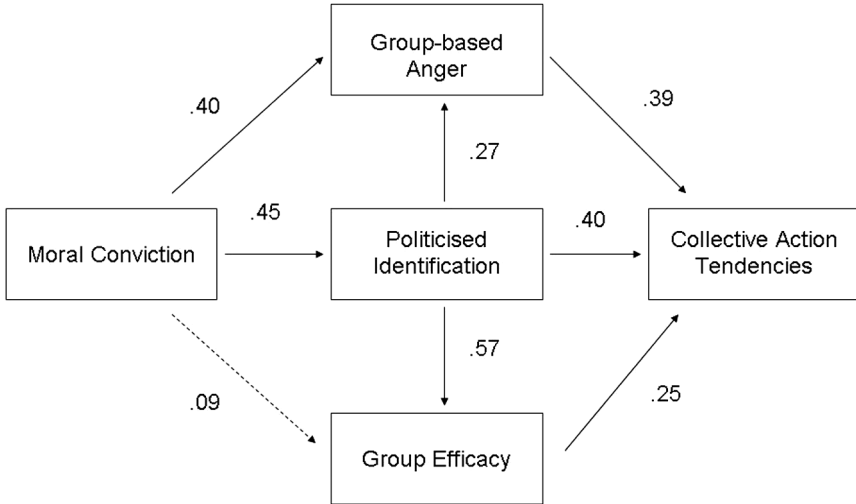 Group-based
Anger
.40
.39
.27
.45
.40
Moral Conviction
Politicised
Identification
Collective Action
Tendencies
.57
.09
.25
Group Efficacy